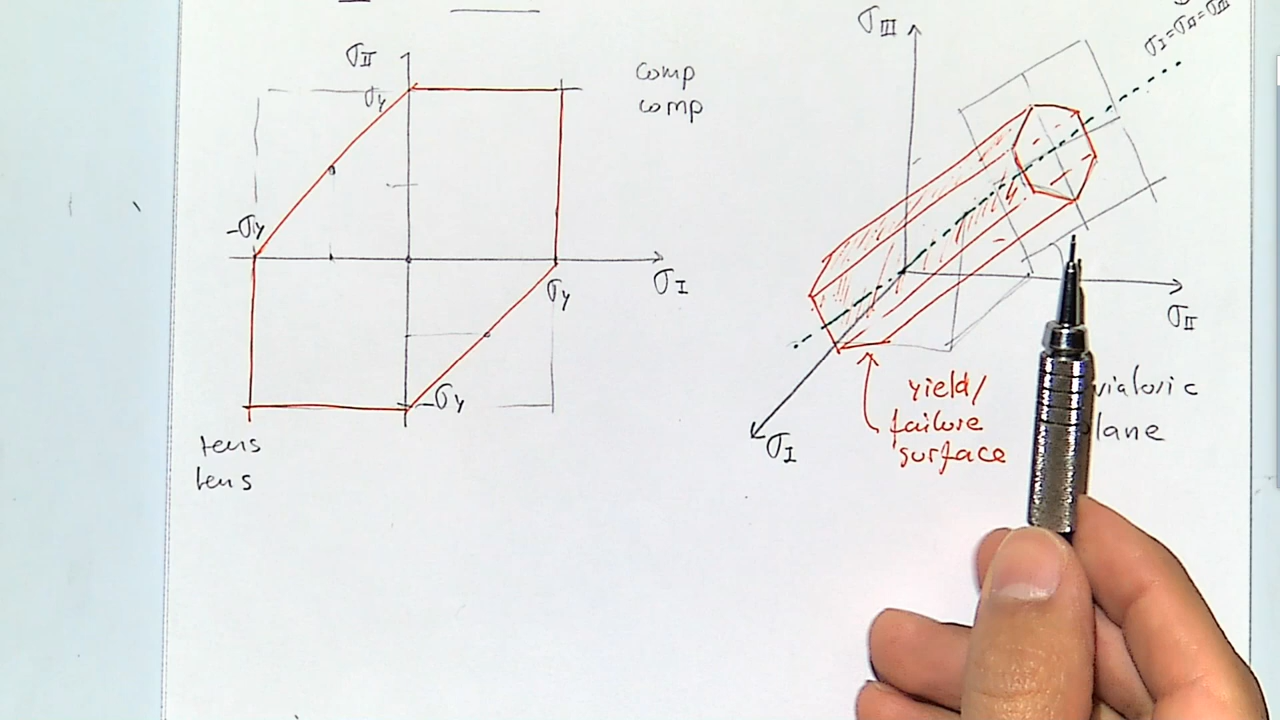 σII
σy
-σy
σI
σy
-σy
comp
comp
tens
tens
σIII
σI=σII=σIII
σII
σI
yield/
failure
surface